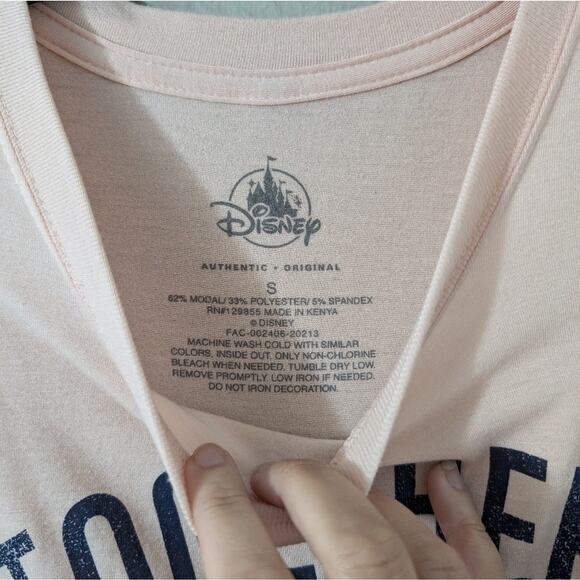 Disney
AUTHENTIC • ORIGINAL
S
62% MODAL/ 33% POLYESTER/ 5% SPANDEX
RN#129855 MADE IN KENYA
© DISNEY
FAC-002406-20213
MACHINE WASH COLD WITH SIMILAR
COLORS, INSIDE OUT. ONLY NON-CHLORINE
BLEACH WHEN NEEDED. TUMBLE DRY LOW.
REMOVE PROMPTLY. LOW IRON IF NEEDED.
DO NOT IRON DECORATION.